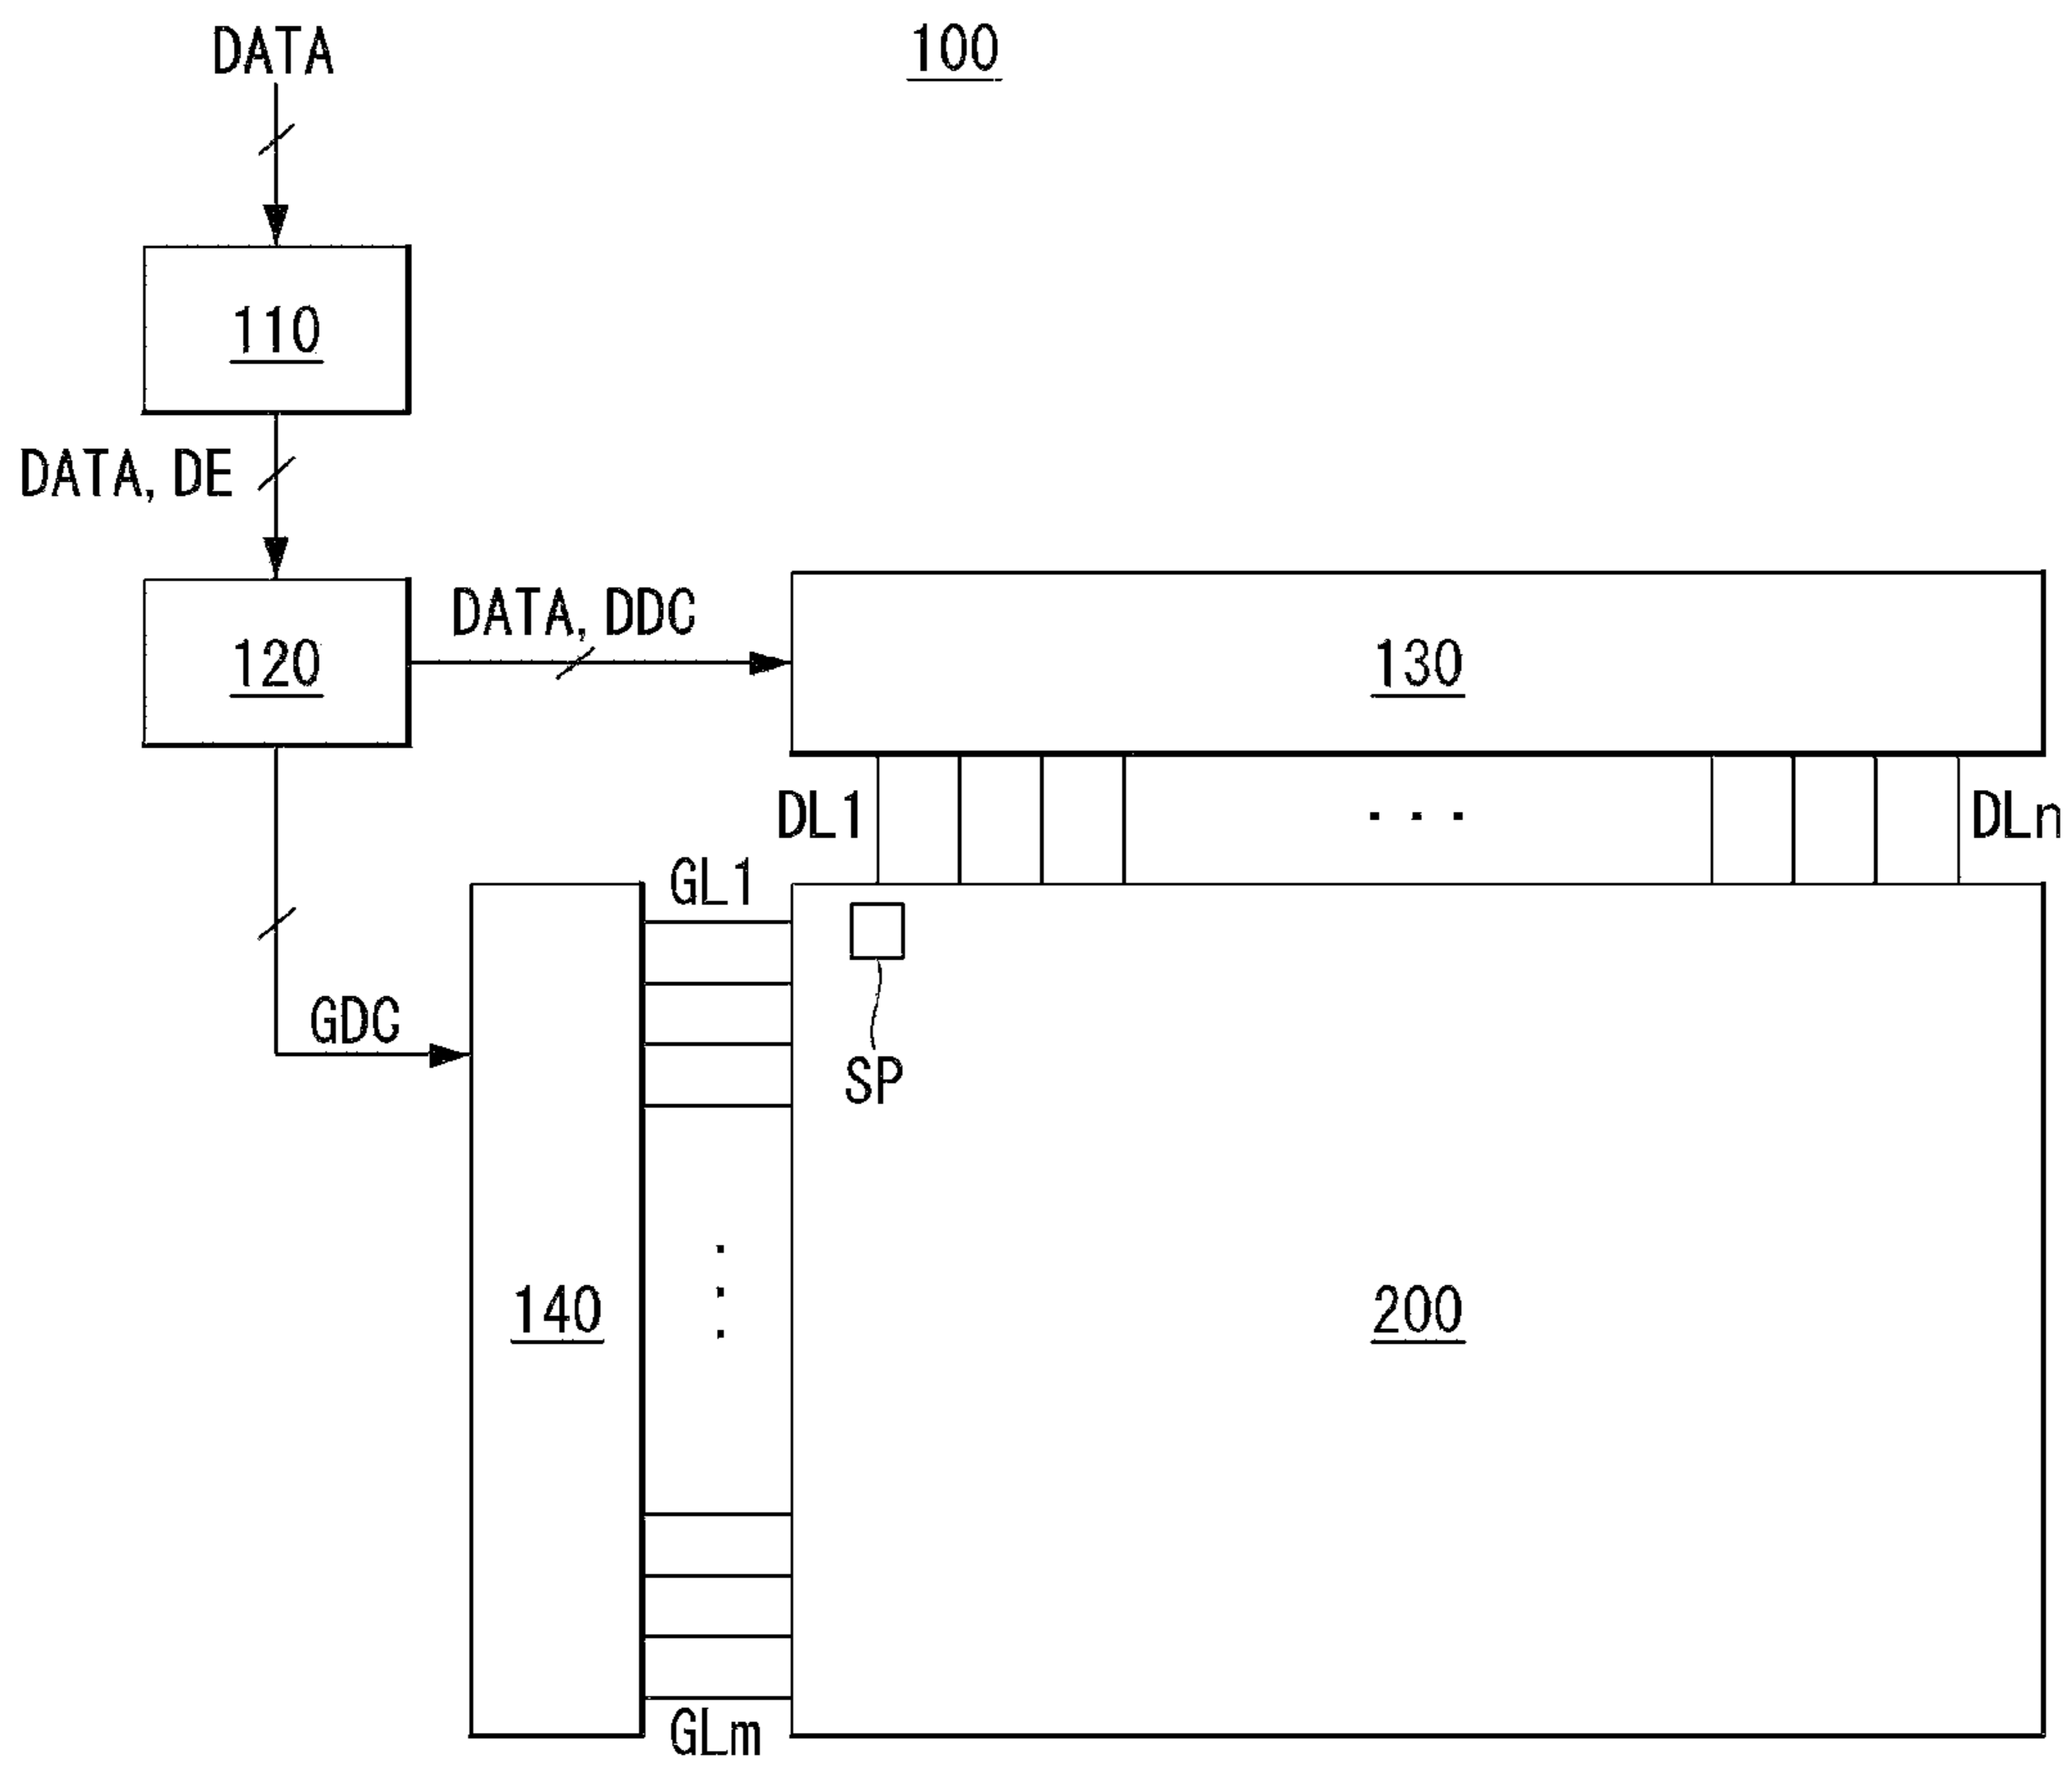 DATA
100
110
DATA, DE
120
DATA, DDC
130
DL1
. . .
DLn
GL1
SP
GDC
140
200
GLm